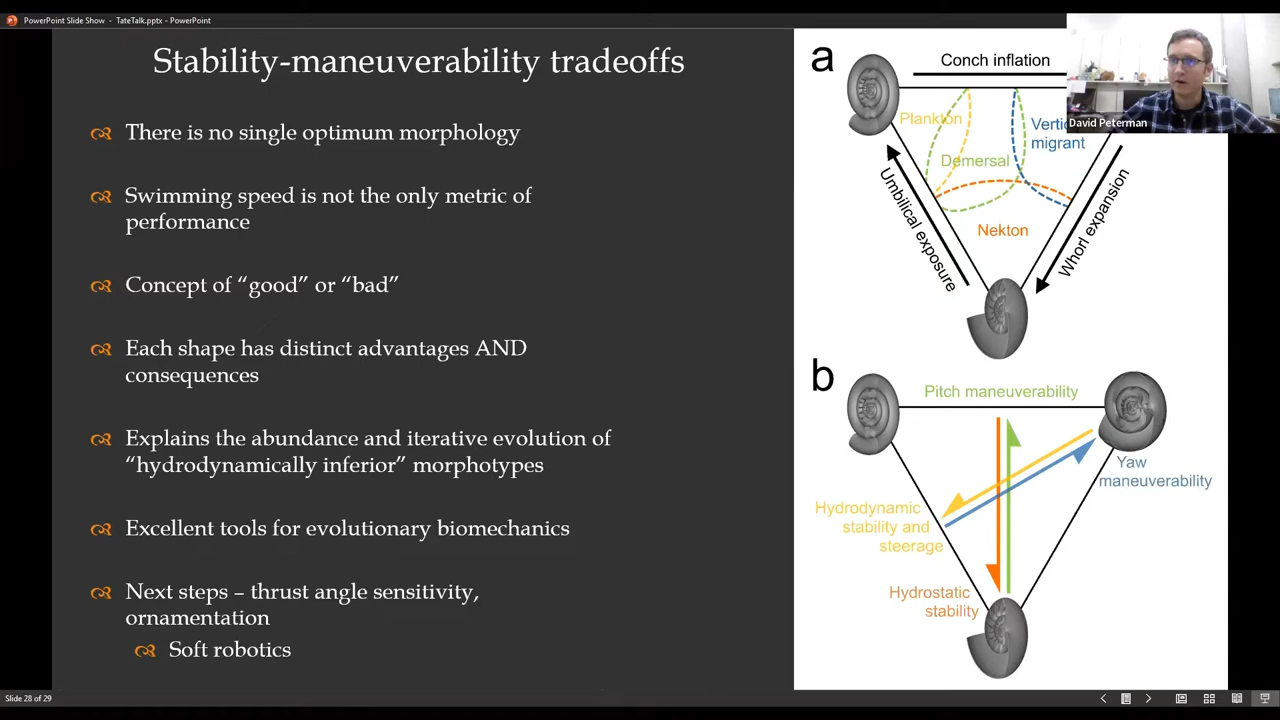 PowerPoint Slide Show - TateTalk.pptx - PowerPoint
Stability-maneuverability tradeoffs
There is no single optimum morphology
Swimming speed is not the only metric of
performance
Concept of “good” or “bad”
Each shape has distinct advantages AND
consequences
Explains the abundance and iterative evolution of
“hydrodynamically inferior” morphotypes
Excellent tools for evolutionary biomechanics
Next steps – thrust angle sensitivity,
ornamentation
Soft robotics
a
Conch inflation
David Peterman
Plankton
Demersal
migrant
Umbilical exposure
Whorl expansion
Nekton
b
Pitch maneuverability
Yaw
maneuverability
Hydrodynamic
stability and
steerage
Hydrostatic
stability
Slide 28 of 29